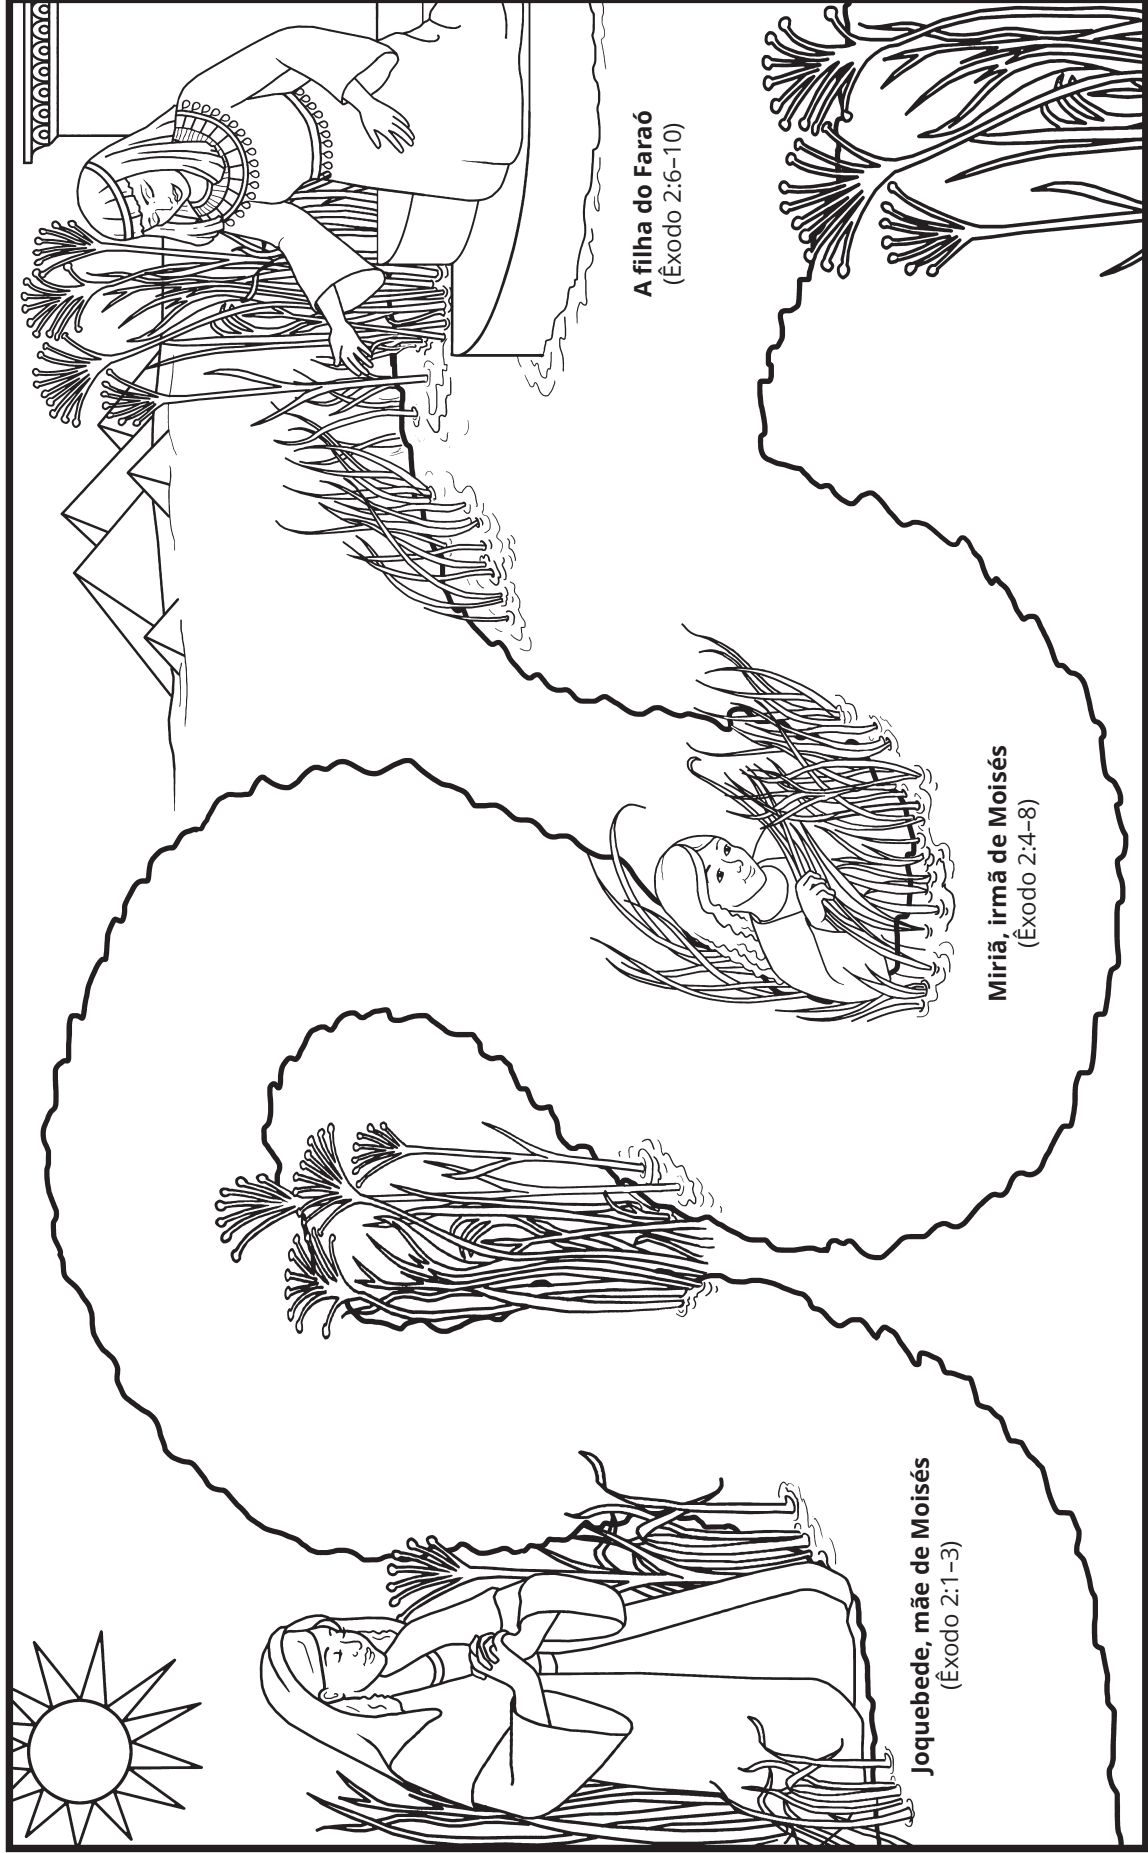 Joquebede, mãe de Moisés
(Êxodo 2:1–3)
Miriã, irmã de Moisés
(Êxodo 2:4–8)
A filha do Faraó
(Êxodo 2:6–10)